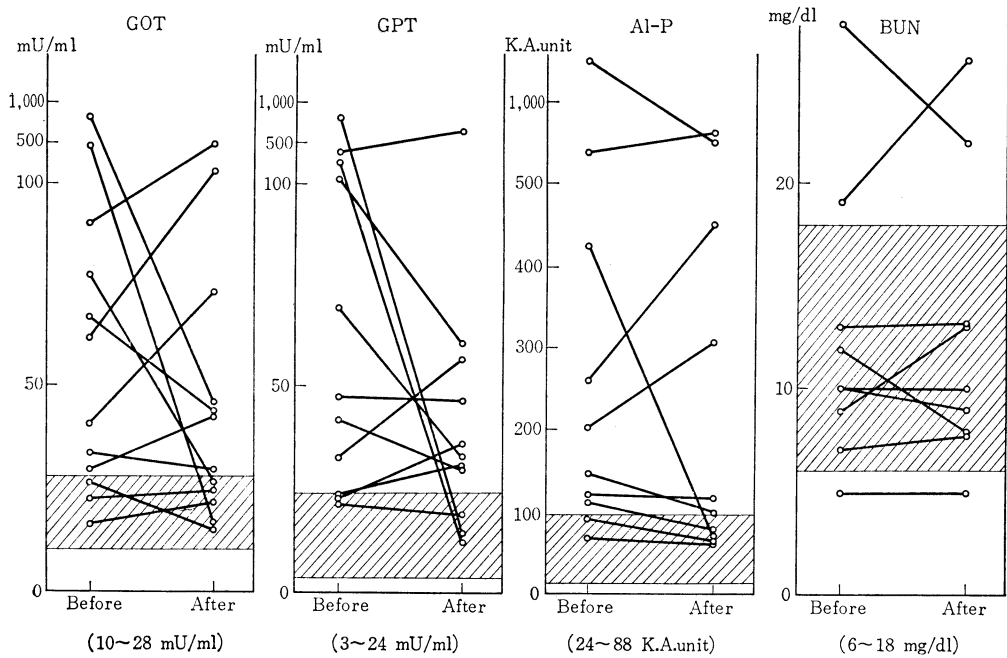 GOT
mU/ml
1,000
500
100
50
0
Before After
(10~28 mU/ml)
GPT
mU/ml
1,000
500
100
50
0
Before After
(3~24 mU/ml)
Al-P
K.A.unit
1,000
500
400
300
200
100
0
Before After
(24~88 K.A.unit)
BUN
mg/dl
20
10
0
Before After
(6~18 mg/dl)